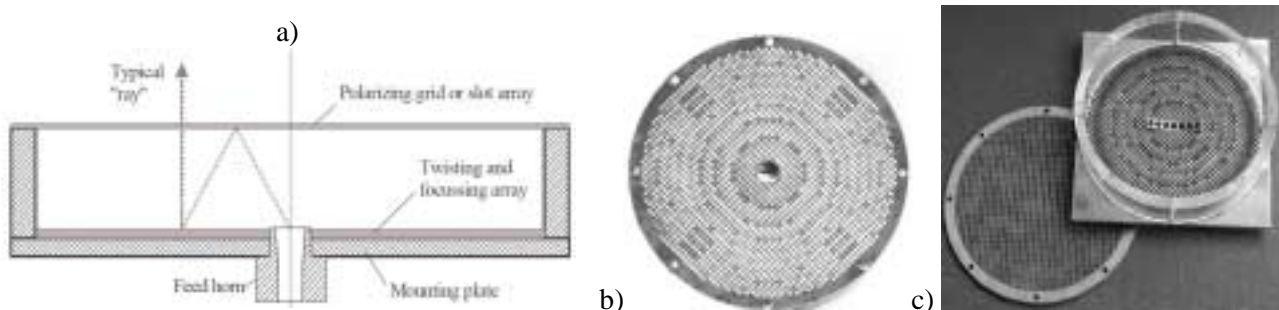 a)
Typical
"ray"
Polarizing grid or slot array
Twisting and
focussing array
Feed horn
Mounting plate
b)
c)